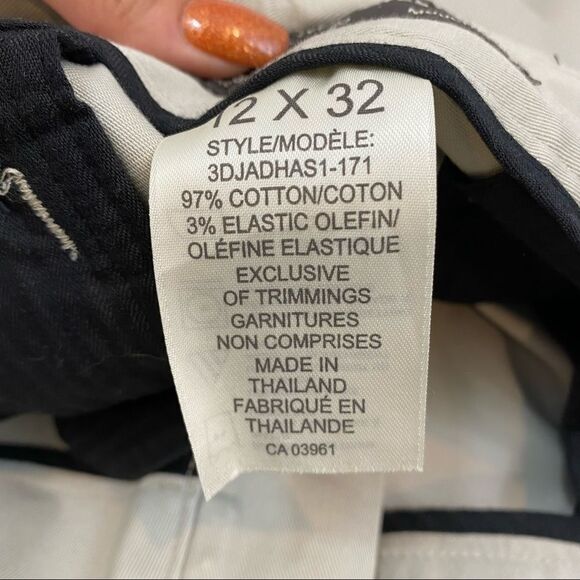 12 X 32
STYLE/MODÈLE:
3DJADHAS1-171
97% COTTON/COTON
3% ELASTIC OLEFIN/
OLÉFINE ELASTIQUE
EXCLUSIVE
OF TRIMMINGS
GARNITURES
NON COMPRISES
MADE IN
THAILAND
FABRIQUÉ EN
THAILANDE
CA 03961